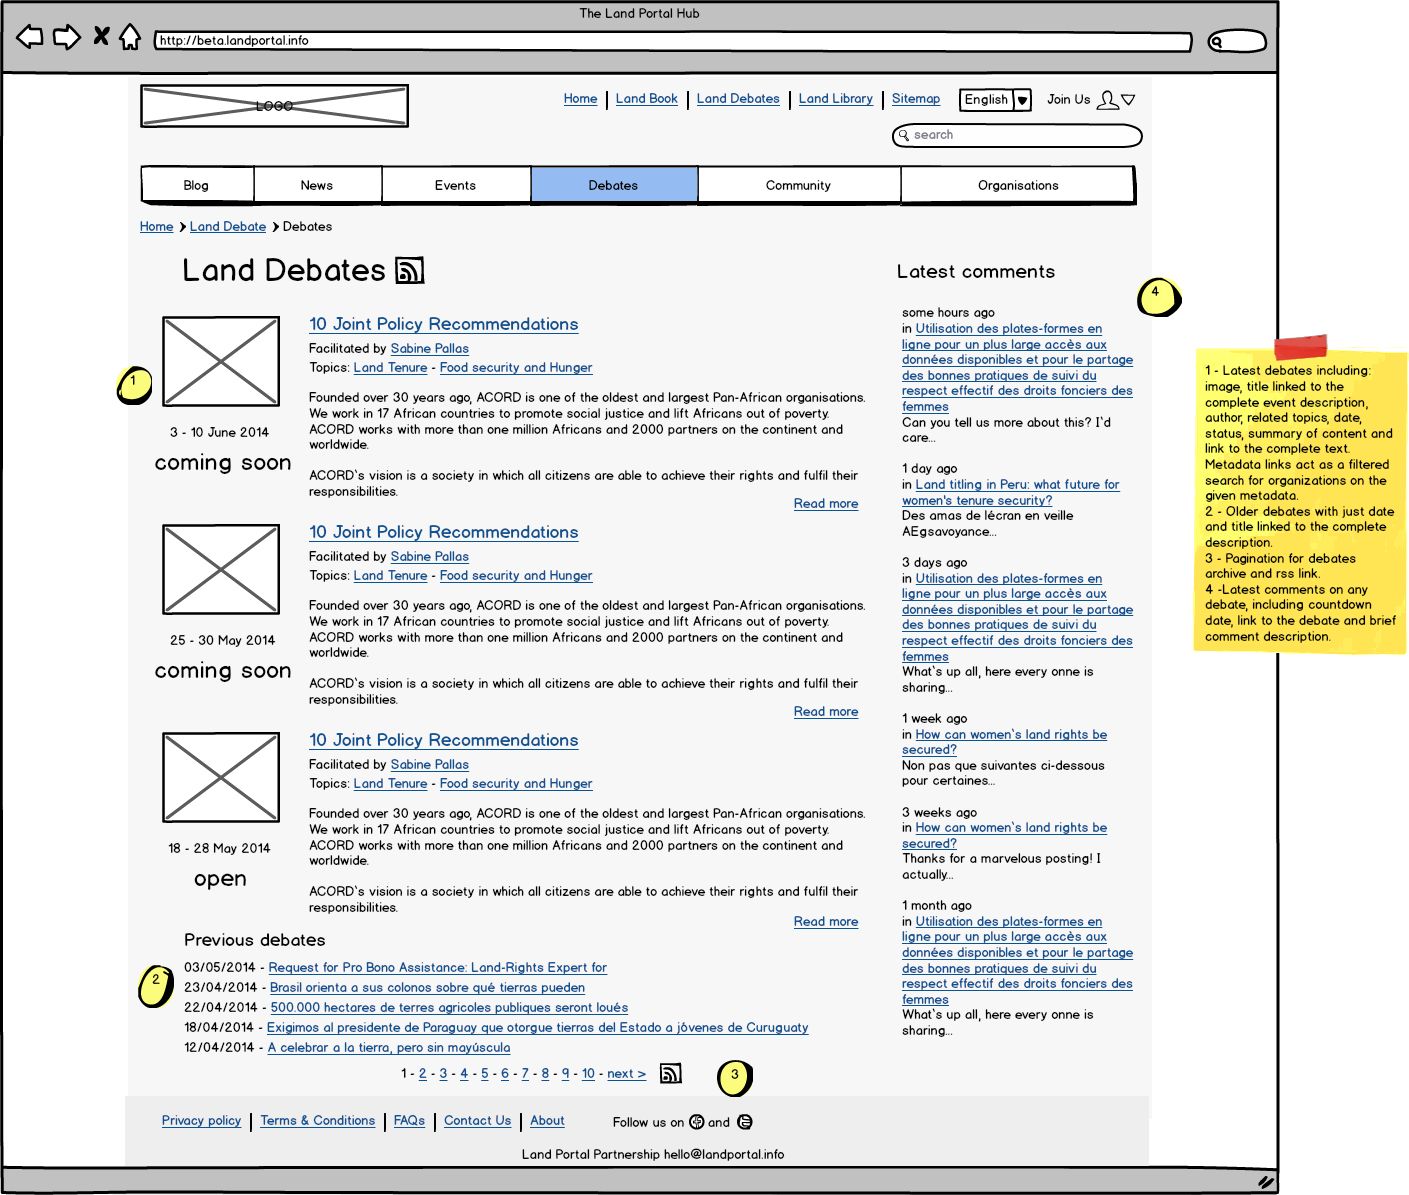 The Land Portal Hub
http://beta.landportal.info
LOGO
Home
Land Book
Land Debates
Land Library
Sitemap
English
Join Us
search
Blog
News
Events
Debates
Community
Organisations
Home > Land Debate > Debates
Land Debates
1
3 - 10 June 2014
coming soon
10 Joint Policy Recommendations
Facilitated by Sabine Pallas
Topics: Land Tenure - Food security and Hunger
Founded over 30 years ago, ACORD is one of the oldest and largest Pan-African organisations.
We work in 17 African countries to promote social justice and lift Africans out of poverty.
ACORD works with more than one million Africans and 2000 partners on the continent and
worldwide.
ACORD`s vision is a society in which all citizens are able to achieve their rights and fulfil their
responsibilities.
Read more
25 - 30 May 2014
coming soon
10 Joint Policy Recommendations
Facilitated by Sabine Pallas
Topics: Land Tenure - Food security and Hunger
Founded over 30 years ago, ACORD is one of the oldest and largest Pan-African organisations.
We work in 17 African countries to promote social justice and lift Africans out of poverty.
ACORD works with more than one million Africans and 2000 partners on the continent and
worldwide.
ACORD`s vision is a society in which all citizens are able to achieve their rights and fulfil their
responsibilities.
Read more
18 - 28 May 2014
open
10 Joint Policy Recommendations
Facilitated by Sabine Pallas
Topics: Land Tenure - Food security and Hunger
Founded over 30 years ago, ACORD is one of the oldest and largest Pan-African organisations.
We work in 17 African countries to promote social justice and lift Africans out of poverty.
ACORD works with more than one million Africans and 2000 partners on the continent and
worldwide.
ACORD`s vision is a society in which all citizens are able to achieve their rights and fulfil their
responsibilities.
Read more
Previous debates
2
03/05/2014 - Request for Pro Bono Assistance: Land-Rights Expert for
23/04/2014 - Brasil orienta a sus colonos sobre qué tierras pueden
22/04/2014 - 500.000 hectares de terres agricoles publiques seront loués
18/04/2014 - Exigimos al presidente de Paraguay que otorgue tierras del Estado a jóvenes de Curuguaty
12/04/2014 - A celebrar a la tierra, pero sin mayúscula
1 - 2 - 3 - 4 - 5 - 6 - 7 - 8 - 9 - 10 - next >
3
Latest comments
4
some hours ago
in Utilisation des plates-formes en
ligne pour un plus large accès aux
données disponibles et pour le partage
des bonnes pratiques de suivi du
respect effectif des droits fonciers des
femmes
Can you tell us more about this? I`d
care...
1 day ago
in Land titling in Peru: what future for
women's tenure security?
Des amas de lécran en veille
AEgsavoyance...
3 days ago
in Utilisation des plates-formes en
ligne pour un plus large accès aux
données disponibles et pour le partage
des bonnes pratiques de suivi du
respect effectif des droits fonciers des
femmes
What`s up all, here every onne is
sharing...
1 week ago
in How can women`s land rights be
secured?
Non pas que suivantes ci-dessous
pour certaines...
3 weeks ago
in How can women`s land rights be
secured?
Thanks for a marvelous posting! I
actually...
1 month ago
in Utilisation des plates-formes en
ligne pour un plus large accès aux
données disponibles et pour le partage
des bonnes pratiques de suivi du
respect effectif des droits fonciers des
femmes
What`s up all, here every onne is
sharing...
1 - Latest debates including:
image, title linked to the
complete event description,
author, related topics, date,
status, summary of content and
link to the complete text.
Metadata links act as a filtered
search for organizations on the
given metadata.
2 - Older debates with just date
and title linked to the complete
description.
3 - Pagination for debates
archive and rss link.
4 -Latest comments on any
debate, including countdown
date, link to the debate and brief
comment description.
Privacy policy
Terms & Conditions
FAQs
Contact Us
About
Follow us on and
Land Portal Partnership hello@landportal.info